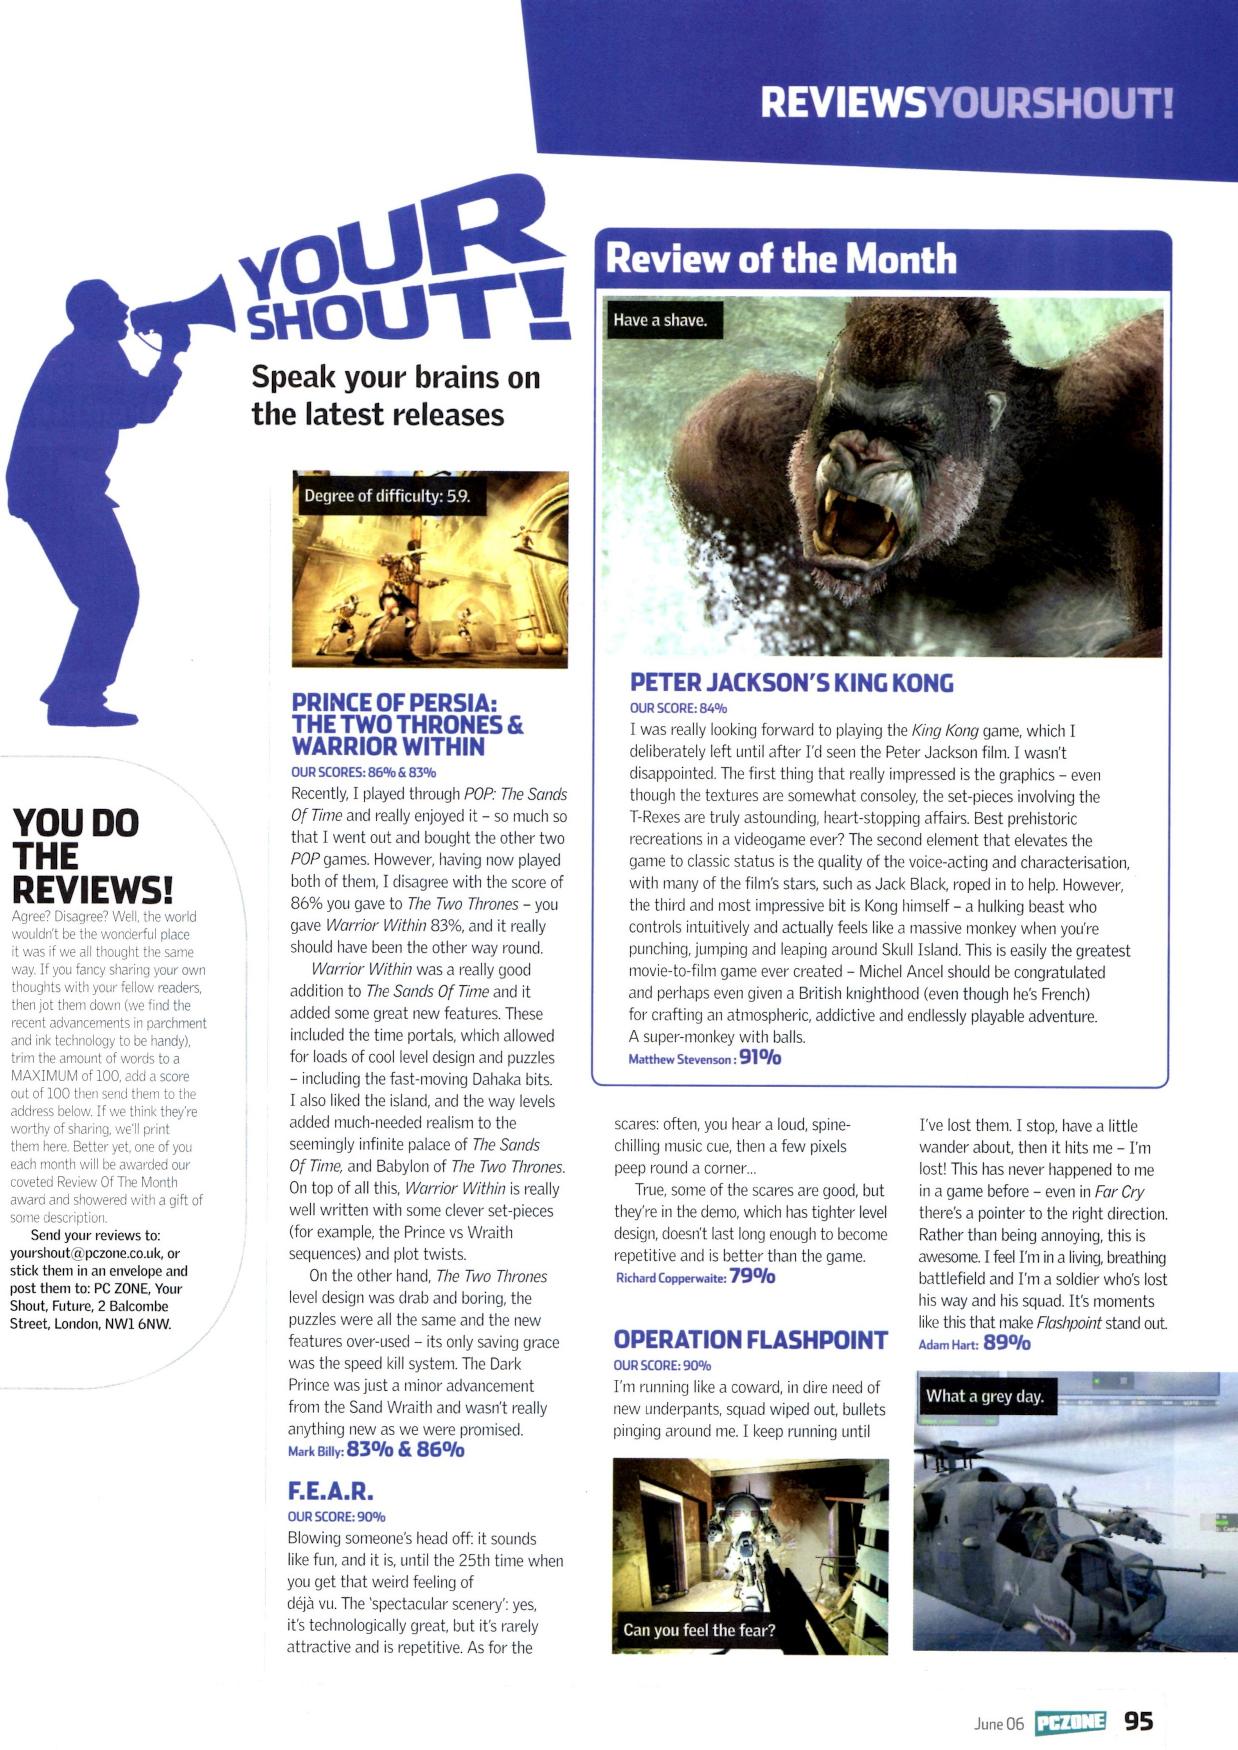 REVIEWSYOURSHOUT!
YOUR
SHOUT!
Speak your brains on
the latest releases
YOU DO
THE
REVIEWS!
Agree? Disagree? Well, the world
wouldn't be the wonderful place
it was if we all thought the same
way. If you fancy sharing your own
thoughts with your fellow readers,
then jot them down (we find the
recent advancements in parchment
and ink technology to be handy),
trim the amount of words to a
MAXIMUM of 100, add a score
out of 100 then send them to the
address below. If we think they're
worthy of sharing, we'll print
them here. Better yet, one of you
each month will be awarded our
coveted Review Of The Month
award and showered with a gift of
some description.
Send your reviews to:
yourshout@pczone.co.uk, or
stick them in an envelope and
post them to: PC ZONE, Your
Shout, Future, 2 Balcombe
Street, London, NW1 6NW.
Degree of difficulty: 5.9.
PRINCE OF PERSIA:
THE TWO THRONES &
WARRIOR WITHIN
OUR SCORES: 86% & 83%
Recently, I played through POP: The Sands
Of Time and really enjoyed it – so much so
that I went out and bought the other two
POP games. However, having now played
both of them, I disagree with the score of
86% you gave to The Two Thrones – you
gave Warrior Within 83%, and it really
should have been the other way round.
Warrior Within was a really good
addition to The Sands Of Time and it
added some great new features. These
included the time portals, which allowed
for loads of cool level design and puzzles
– including the fast-moving Dahaka bits.
I also liked the island, and the way levels
added much-needed realism to the
seemingly infinite palace of The Sands
Of Time, and Babylon of The Two Thrones.
On top of all this, Warrior Within is really
well written with some clever set-pieces
(for example, the Prince vs Wraith
sequences) and plot twists.
On the other hand, The Two Thrones
level design was drab and boring, the
puzzles were all the same and the new
features over-used – its only saving grace
was the speed kill system. The Dark
Prince was just a minor advancement
from the Sand Wraith and wasn't really
anything new as we were promised.
Mark Billy: 83% & 86%
F.E.A.R.
OUR SCORE: 90%
Blowing someone's head off: it sounds
like fun, and it is, until the 25th time when
you get that weird feeling of
déjà vu. The 'spectacular scenery': yes,
it's technologically great, but it's rarely
attractive and is repetitive. As for the
Review of the Month
Have a shave.
PETER JACKSON'S KING KONG
OUR SCORE: 84%
I was really looking forward to playing the King Kong game, which I
deliberately left until after I'd seen the Peter Jackson film. I wasn't
disappointed. The first thing that really impressed is the graphics – even
though the textures are somewhat consoley, the set-pieces involving the
T-Rexes are truly astounding, heart-stopping affairs. Best prehistoric
recreations in a videogame ever? The second element that elevates the
game to classic status is the quality of the voice-acting and characterisation,
with many of the film's stars, such as Jack Black, roped in to help. However,
the third and most impressive bit is Kong himself – a hulking beast who
controls intuitively and actually feels like a massive monkey when you're
punching, jumping and leaping around Skull Island. This is easily the greatest
movie-to-film game ever created – Michel Ancel should be congratulated
and perhaps even given a British knighthood (even though he's French)
for crafting an atmospheric, addictive and endlessly playable adventure.
A super-monkey with balls.
Matthew Stevenson: 91%
scares: often, you hear a loud, spine-
chilling music cue, then a few pixels
peep round a corner...
True, some of the scares are good, but
they're in the demo, which has tighter level
design, doesn't last long enough to become
repetitive and is better than the game.
Richard Copperwaite: 79%
OPERATION FLASHPOINT
OUR SCORE: 90%
I'm running like a coward, in dire need of
new underpants, squad wiped out, bullets
pinging around me. I keep running until
Can you feel the fear?
I've lost them. I stop, have a little
wander about, then it hits me – I'm
lost! This has never happened to me
in a game before – even in Far Cry
there's a pointer to the right direction.
Rather than being annoying, this is
awesome. I feel I'm in a living, breathing
battlefield and I'm a soldier who's lost
his way and his squad. It's moments
like this that make Flashpoint stand out.
Adam Hart: 89%
What a grey day.
June 06 PCZONE 95